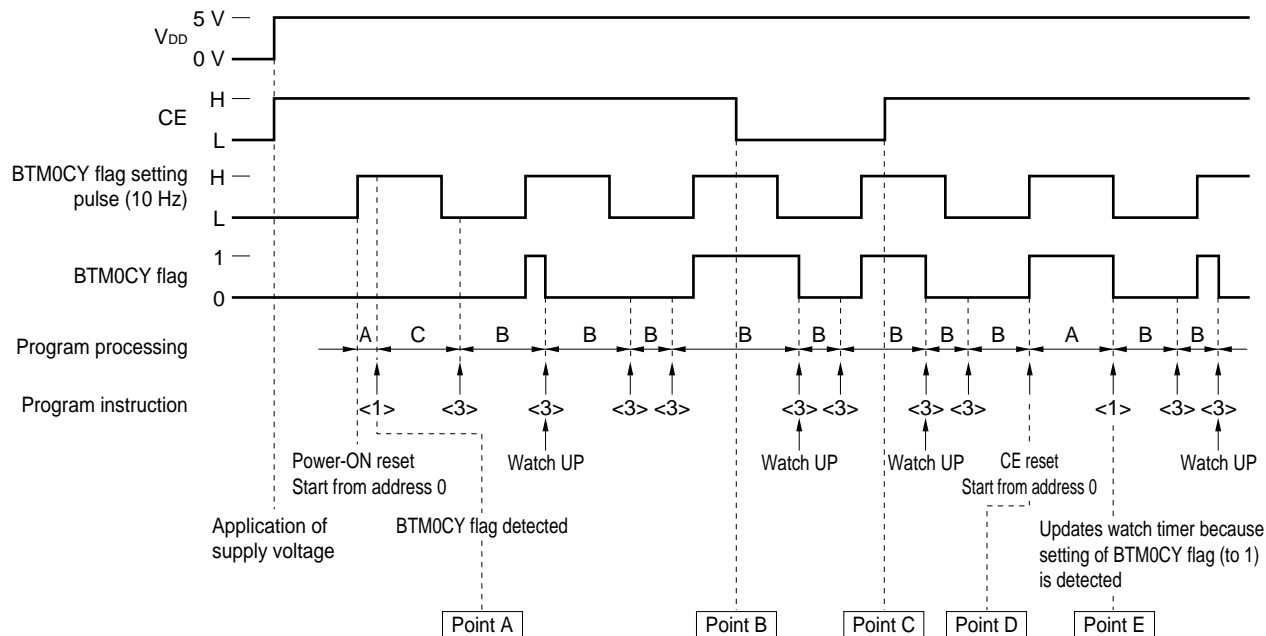 5 V
VDD
0 V
H
CE
L
BTM0CY flag setting
pulse (10 Hz)
H
L
1
BTM0CY flag
0
Program processing
A C B B B B B B B B A B B
Program instruction
<1> <3> <3> <3> <3> <3> <3> <3> <3> <1> <3> <3>
Power-ON reset
Start from address 0
Watch UP
Watch UP
Watch UP
CE reset
Start from address 0
Watch UP
Application of
supply voltage
BTM0CY flag detected
Updates watch timer because
setting of BTM0CY flag (to 1)
is detected
Point A
Point B
Point C
Point D
Point E